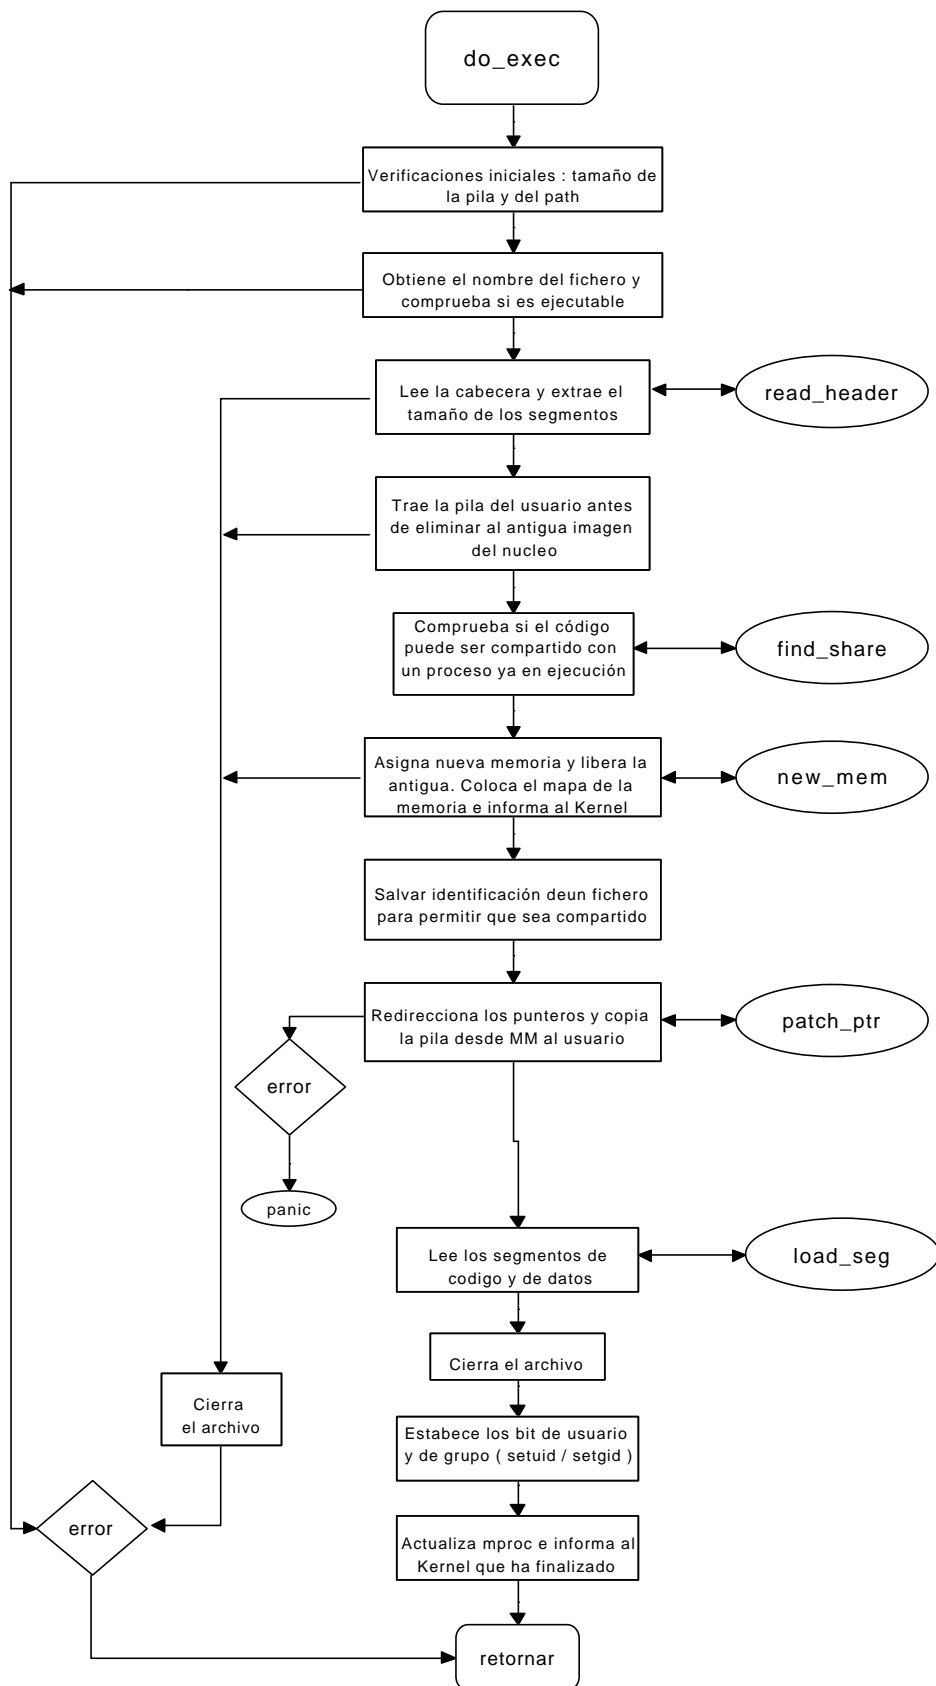 do_exec
Verificaciones iniciales : tamaño de
la pila y del path
Obtiene el nombre del fichero y
comprueba si es ejecutable
Lee la cabecera y extrae el
tamaño de los segmentos
read_header
Trae la pila del usuario antes
de eliminar al antigua imagen
del nucleo
Comprueba si el código
puede ser compartido con
un proceso ya en ejecución
find_share
Asigna nueva memoria y libera la
antigua. Coloca el mapa de la
memoria e informa al Kernel
new_mem
Salvar identificación deun fichero
para permitir que sea compartido
Redirecciona los punteros y copia
la pila desde MM al usuario
patch_ptr
error
panic
Lee los segmentos de
codigo y de datos
load_seg
Cierra el archivo
Cierra
el archivo
Estabece los bit de usuario
y de grupo ( setuid / setgid )
error
Actualiza mproc e informa al
Kernel que ha finalizado
retornar